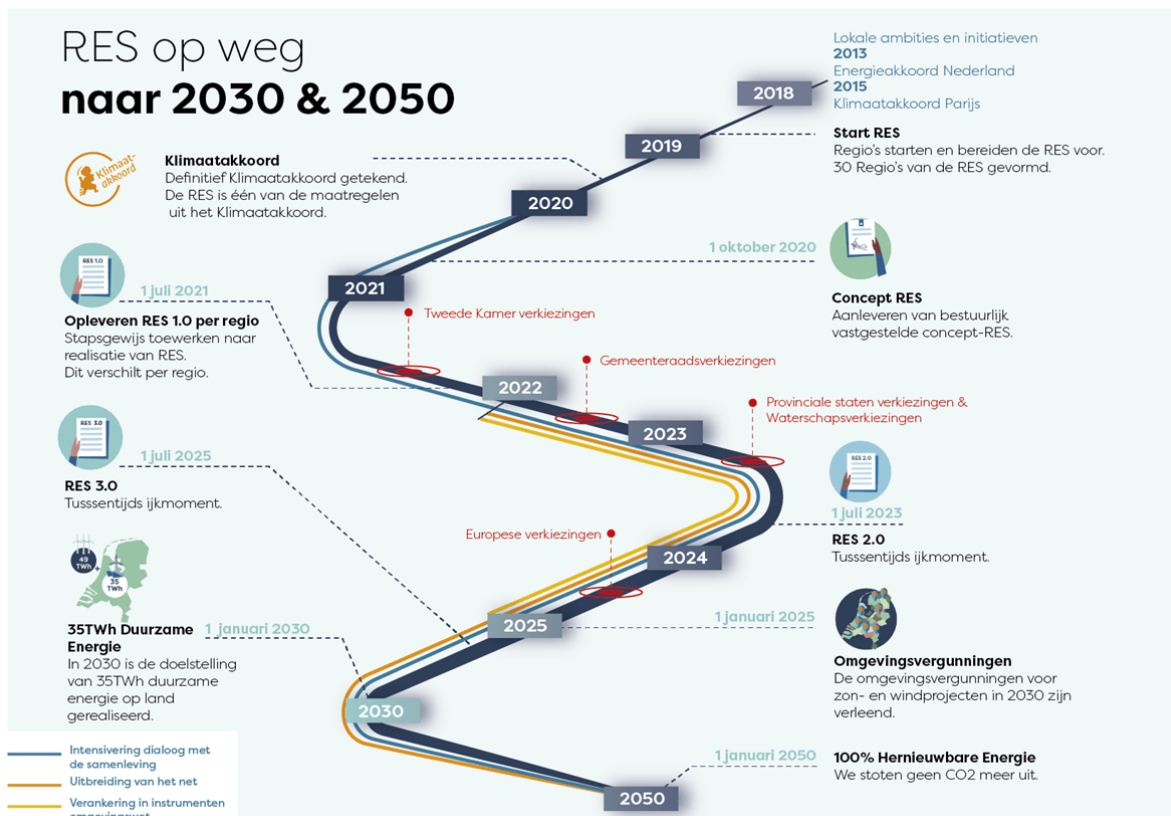 RES op weg
naar 2030 & 2050
Lokale ambities en initiatieven
2013
Energieakkoord Nederland
2015
Klimaatakkoord Parijs
2018
Start RES
Regio's starten en bereiden de RES voor.
30 Regio's van de RES gevormd.
2019
Klimaat-
akkoord
Klimaatakkoord
Definitief Klimaatakkoord getekend.
De RES is één van de maatregelen
uit het Klimaatakkoord.
2020
1 oktober 2020
Concept RES
Aanleveren van bestuurlijk
vastgestelde concept-RES.
2021
RES 1.0
1 juli 2021
Opleveren RES 1.0 per regio
Stapsgewijs toewerken naar
realisatie van RES.
Dit verschilt per regio.
Tweede Kamer verkiezingen
2022
Gemeenteraadsverkiezingen
2023
Provinciale staten verkiezingen &
Waterschapsverkiezingen
RES 2.0
1 juli 2023
RES 2.0
Tusssentijds ijkmoment.
RES 3.0
1 juli 2025
RES 3.0
Tusssentijds ijkmoment.
Europese verkiezingen
2024
2025
1 januari 2025
Omgevingsvergunningen
De omgevingsvergunningen voor
zon- en windprojecten in 2030 zijn
verleend.
49
TWh
+
35
TWh
1 januari 2030
35TWh Duurzame
Energie
In 2030 is de doelstelling
van 35TWh duurzame
energie op land
gerealiseerd.
2030
1 januari 2050
100% Hernieuwbare Energie
We stoten geen CO2 meer uit.
2050
Intensivering dialoog met
de samenleving
Uitbreiding van het net
Verankering in instrumenten